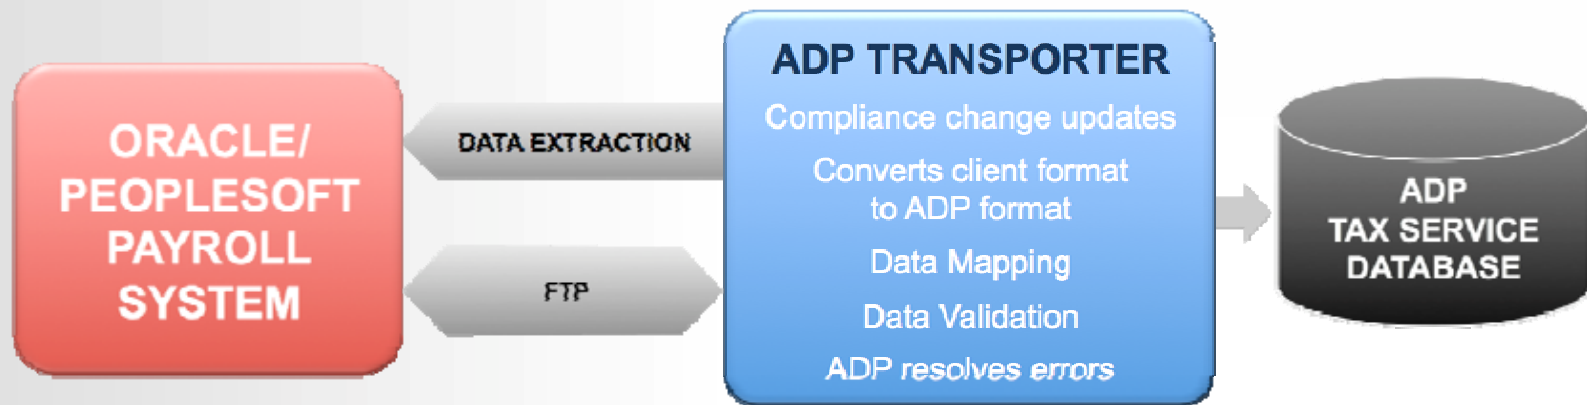 ORACLE/
PEOPLESOFT
PAYROLL
SYSTEM
DATA EXTRACTION
FTP
ADP TRANSPORTER
Compliance change updates
Converts client format
to ADP format
Data Mapping
Data Validation
ADP resolves errors
ADP
TAX SERVICE
DATABASE